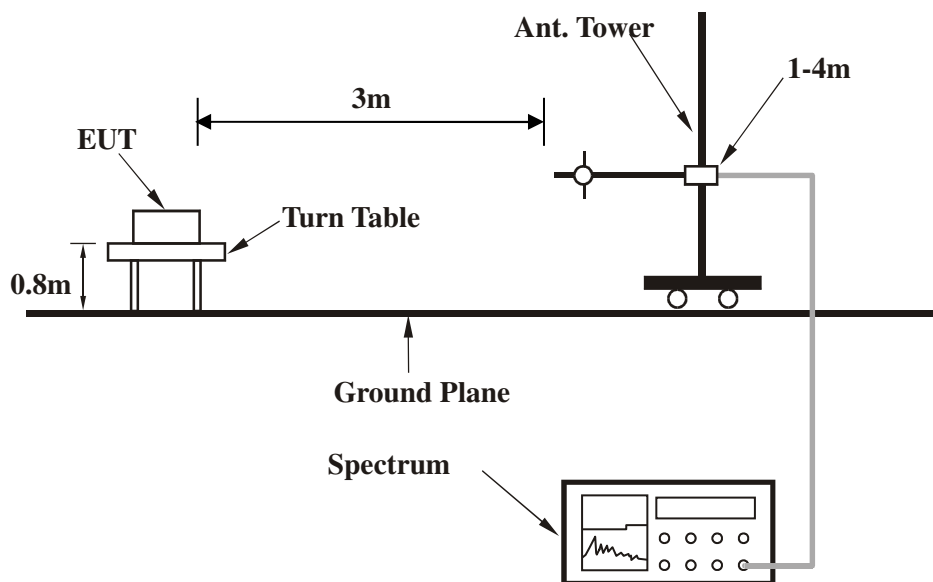 Ant. Tower
1-4m
3m
EUT
Turn Table
0.8m
Ground Plane
Spectrum